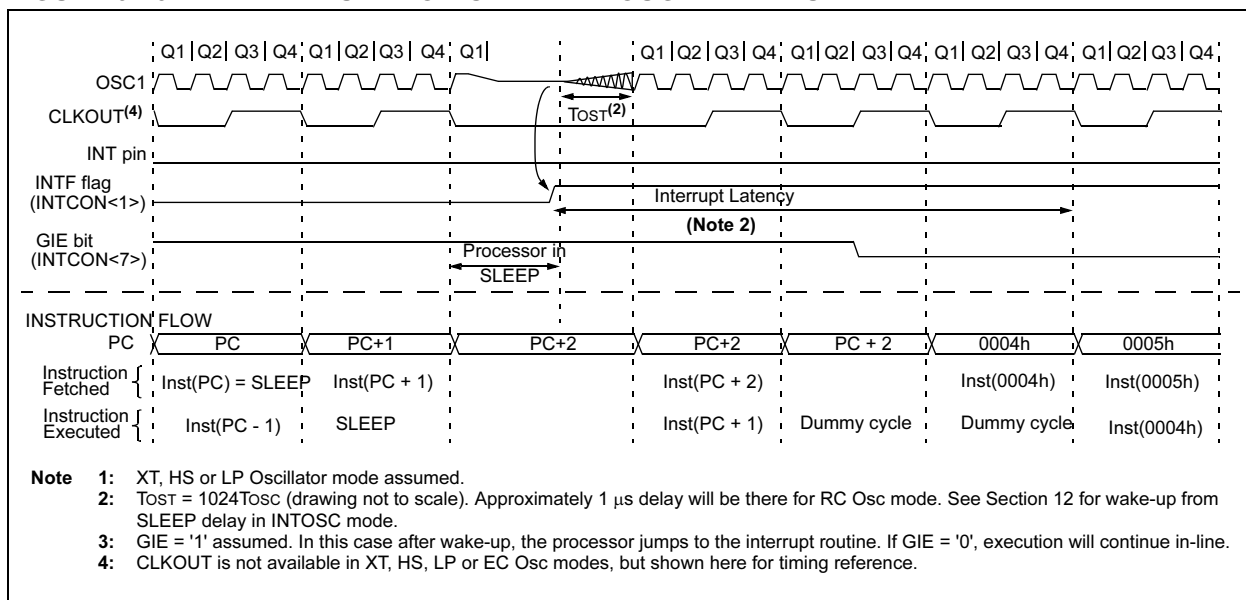 Q1 Q2 Q3 Q4 Q1 Q2 Q3 Q4 Q1 Q1 Q2 Q3 Q4 Q1 Q2 Q3 Q4 Q1 Q2 Q3 Q4 Q1 Q2 Q3 Q4
OSC1
TOST(2)
CLKOUT(4)
INT pin
INTF flag
(INTCON<1>)
Interrupt Latency
(Note 2)
GIE bit
(INTCON<7>)
Processor in
SLEEP
INSTRUCTION FLOW
PC PC PC+1 PC+2 PC+2 PC + 2 0004h 0005h
Instruction
Fetched
Inst(PC) = SLEEP Inst(PC + 1) Inst(PC + 2) Inst(0004h) Inst(0005h)
Instruction
Executed
Inst(PC - 1) SLEEP Inst(PC + 1) Dummy cycle Dummy cycle Inst(0004h)
Note 1: XT, HS or LP Oscillator mode assumed.
2: TOST = 1024TOSC (drawing not to scale). Approximately 1 µs delay will be there for RC Osc mode. See Section 12 for wake-up from
SLEEP delay in INTOSC mode.
3: GIE = '1' assumed. In this case after wake-up, the processor jumps to the interrupt routine. If GIE = '0', execution will continue in-line.
4: CLKOUT is not available in XT, HS, LP or EC Osc modes, but shown here for timing reference.